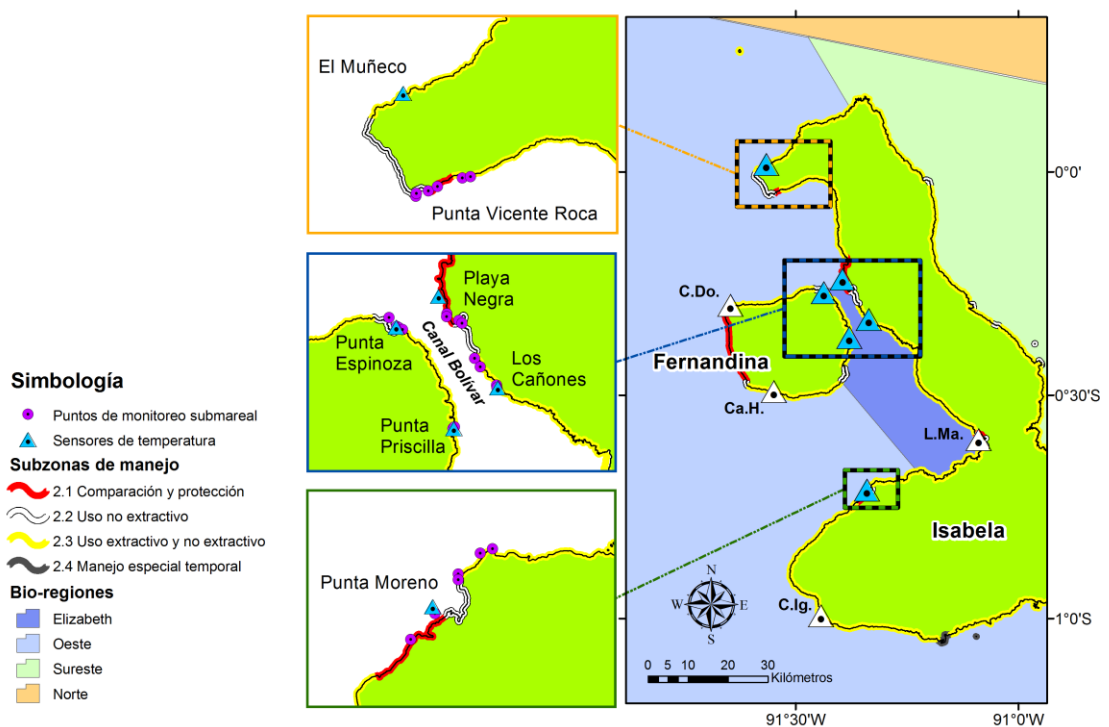 El Muñeco
Punta Vicente Roca
Playa
Negra
Punta
Espinoza
Canal Bolívar
Los
Cañones
Punta
Priscilla
Punta Moreno
Simbología
Puntos de monitoreo submareal
Sensores de temperatura
Subzonas de manejo
2.1 Comparación y protección
2.2 Uso no extractivo
2.3 Uso extractivo y no extractivo
2.4 Manejo especial temporal
Bio-regiones
Elizabeth
Oeste
Sureste
Norte
C.Do.
Fernandina
Ca.H.
L.Ma.
Isabela
C.Ig.
N
W
E
S
0 5 10 20 30
Kilómetros
0°0'
0°30'S
1°0'S
91°30'W
91°0'W